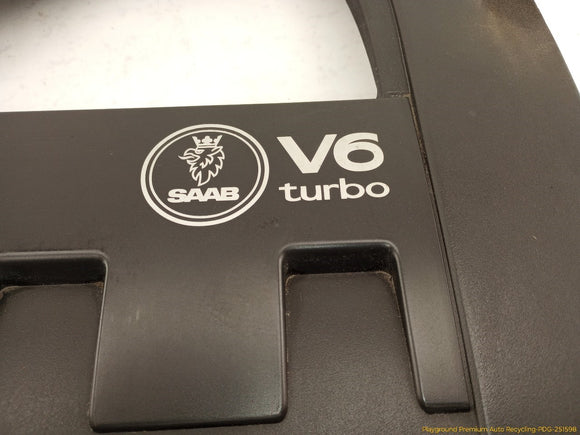 SAAB
V6
turbo
Playground Premium Auto Recycling-PDG-251598